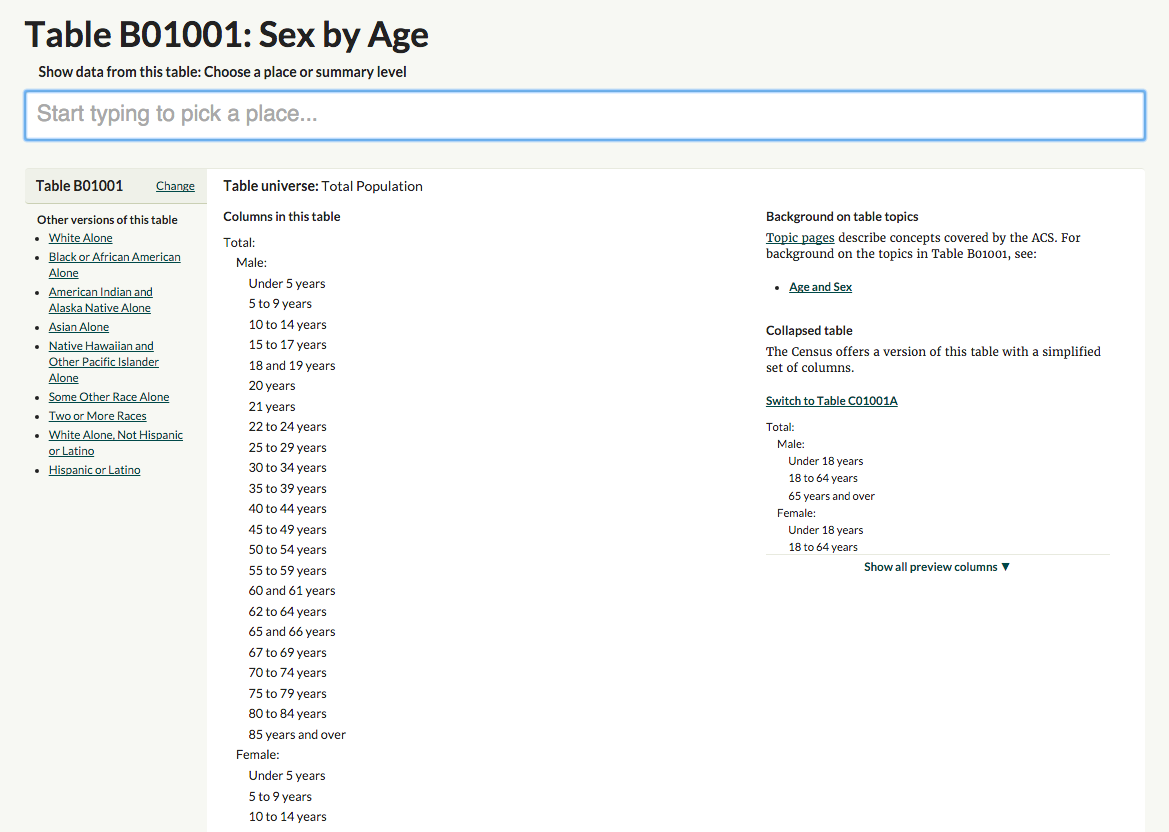 Table B01001: Sex by Age
Show data from this table: Choose a place or summary level
Start typing to pick a place...
Table B01001
Change
Other versions of this table
White Alone
Black or African American
Alone
American Indian and
Alaska Native Alone
Asian Alone
Native Hawaiian and
Other Pacific Islander
Alone
Some Other Race Alone
Two or More Races
White Alone, Not Hispanic
or Latino
Hispanic or Latino
Table universe: Total Population
Columns in this table
Total:
Male:
Under 5 years
5 to 9 years
10 to 14 years
15 to 17 years
18 and 19 years
20 years
21 years
22 to 24 years
25 to 29 years
30 to 34 years
35 to 39 years
40 to 44 years
45 to 49 years
50 to 54 years
55 to 59 years
60 and 61 years
62 to 64 years
65 and 66 years
67 to 69 years
70 to 74 years
75 to 79 years
80 to 84 years
85 years and over
Female:
Under 5 years
5 to 9 years
10 to 14 years
Background on table topics
Topic pages describe concepts covered by the ACS. For
background on the topics in Table B01001, see:
Age and Sex
Collapsed table
The Census offers a version of this table with a simplified
set of columns.
Switch to Table C01001A
Total:
Male:
Under 18 years
18 to 64 years
65 years and over
Female:
Under 18 years
18 to 64 years
Show all preview columns ▼